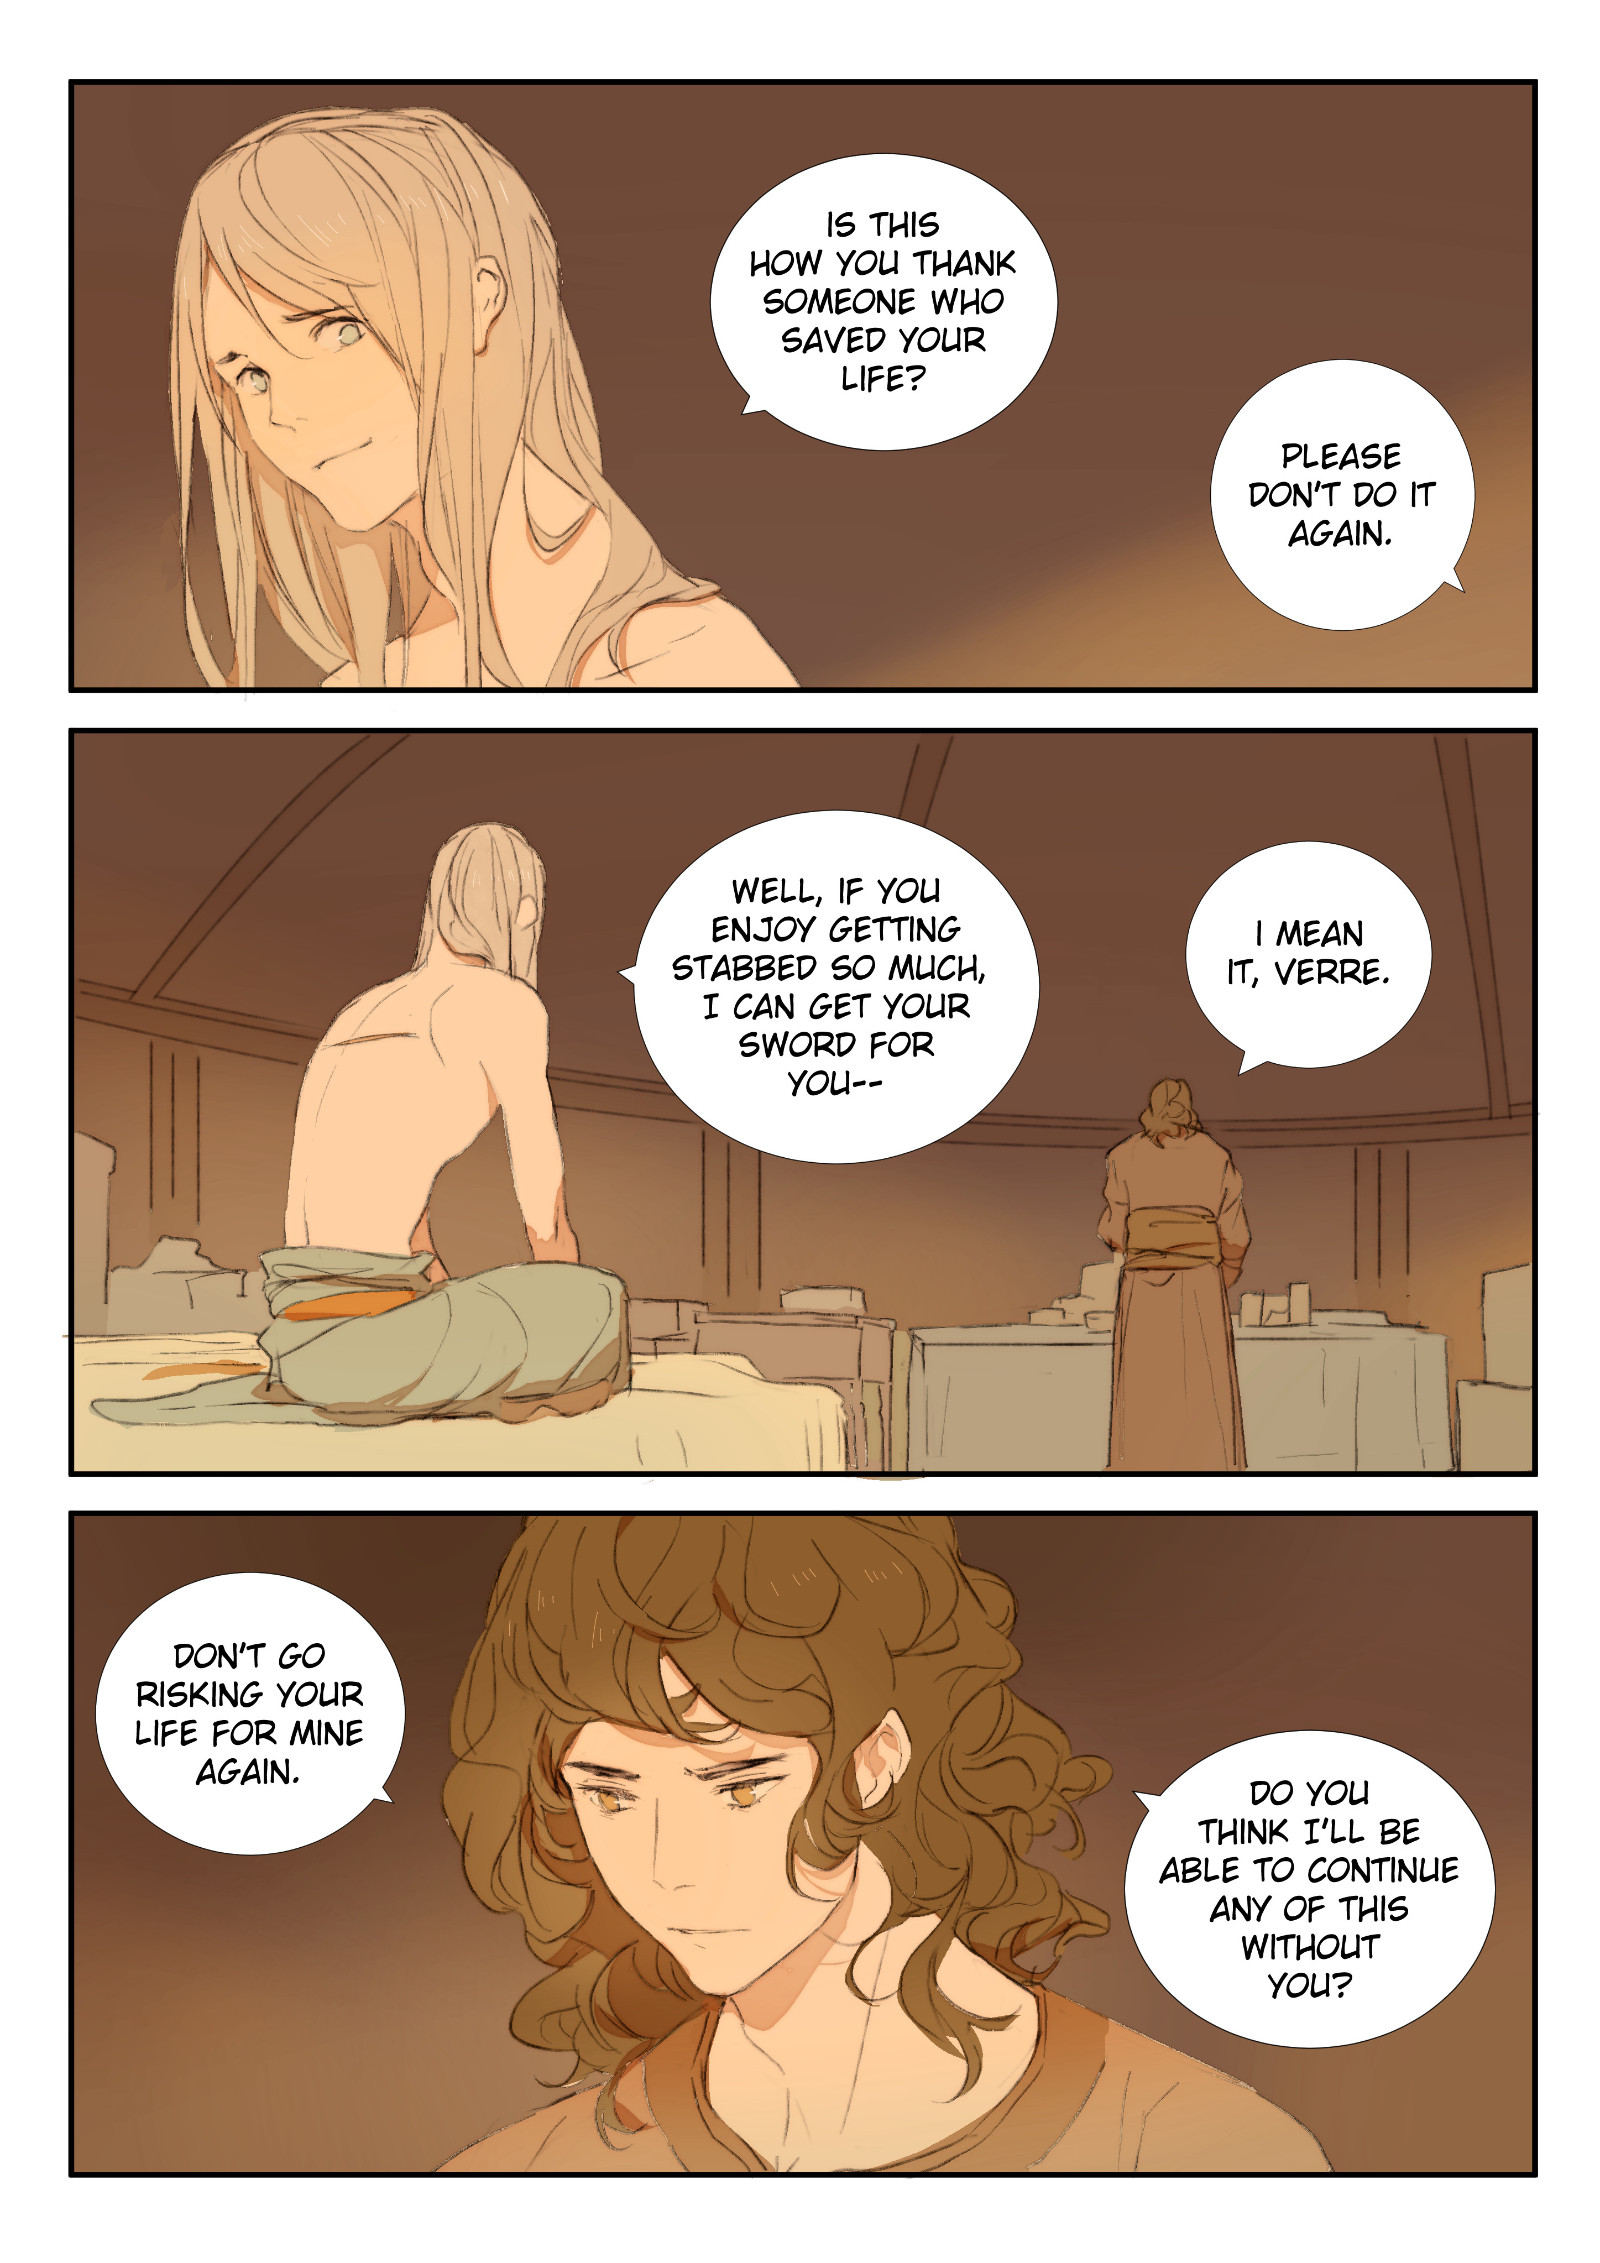 IS THIS
HOW YOU THANK
SOMEONE WHO
SAVED YOUR
LIFE?
PLEASE
DON'T DO IT
AGAIN.
WELL, IF YOU
ENJOY GETTING
STABBED SO MUCH,
I CAN GET YOUR
SWORD FOR
YOU--
I MEAN
IT, VERRE.
DON'T GO
RISKING YOUR
LIFE FOR MINE
AGAIN.
DO YOU
THINK I'LL BE
ABLE TO CONTINUE
ANY OF THIS
WITHOUT
YOU?